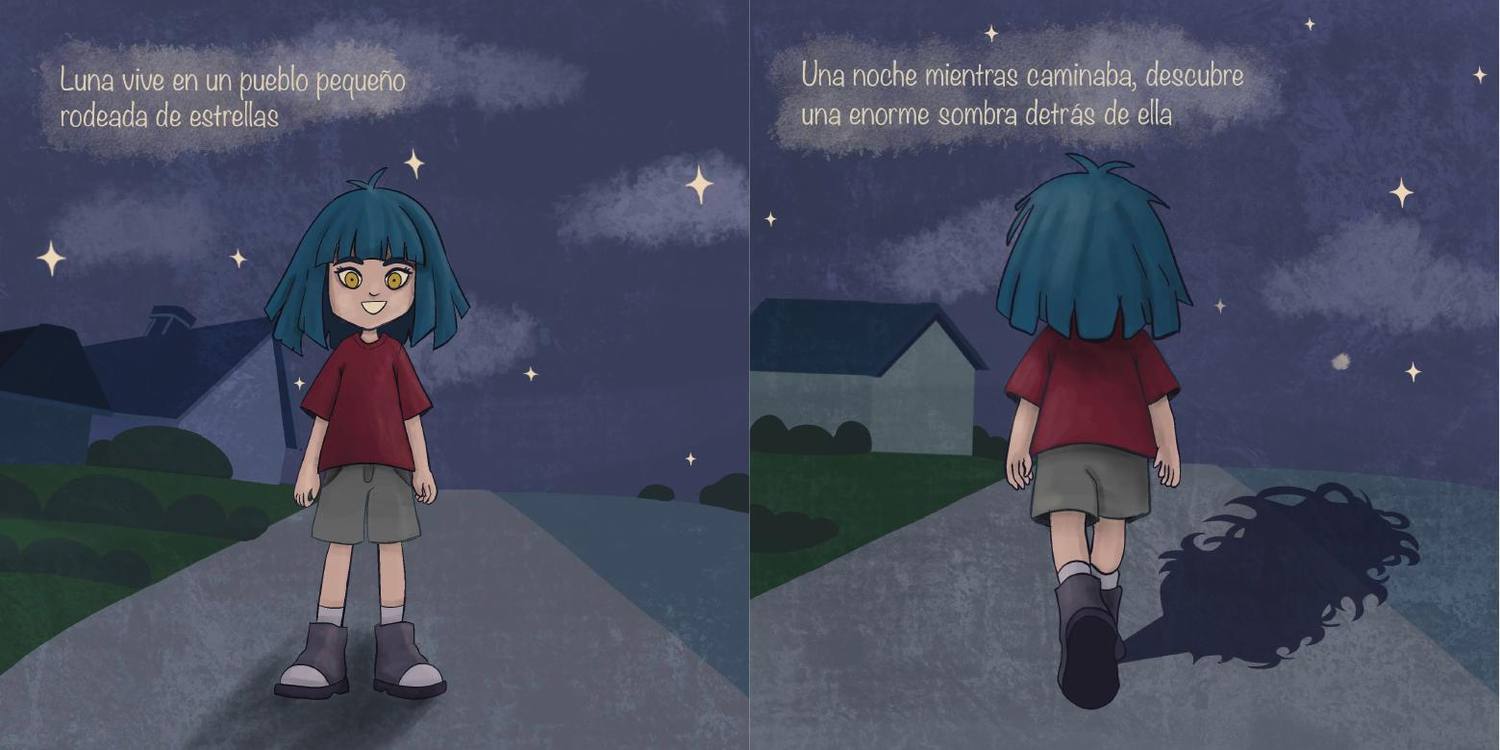 Luna vive en un pueblo pequeño
rodeada de estrellas
Una noche mientras caminaba, descubre
una enorme sombra detrás de ella